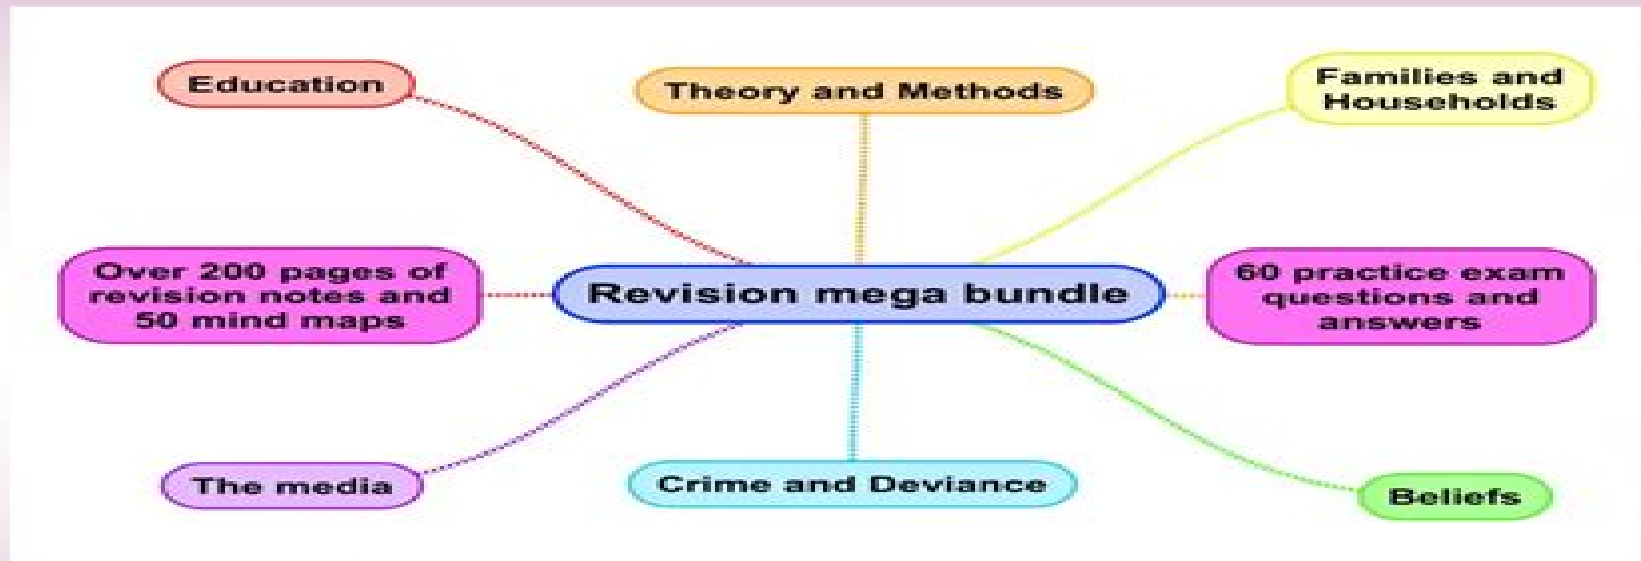 Education
Theory and Methods
Families and
Households
Over 200 pages of
revision notes and
50 mind maps
Revision mega bundle
60 practice exam
questions and
answers
The media
Crime and Deviance
Beliefs